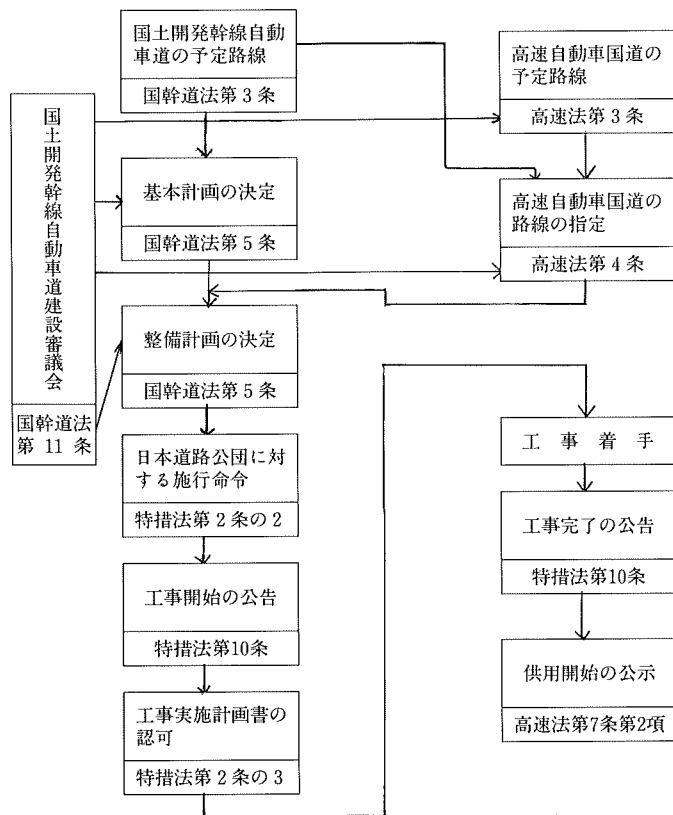 国土開発幹線自動
車道の予定路線
国幹道法第3条
高速自動車国道の
予定路線
高速法第3条
国土開発幹線自動車道建設審議会
国幹道法
第 11 条
基本計画の決定
国幹道法第5条
高速自動車国道の
路線の指定
高速法第4条
整備計画の決定
国幹道法第5条
日本道路公団に対
する施行命令
特措法第2条の2
工事開始の公告
特措法第10条
工事実施計画書の
認可
特措法第2条の3
工 事 着 手
工事完了の公告
特措法第10条
供用開始の公示
高速法第7条第2項